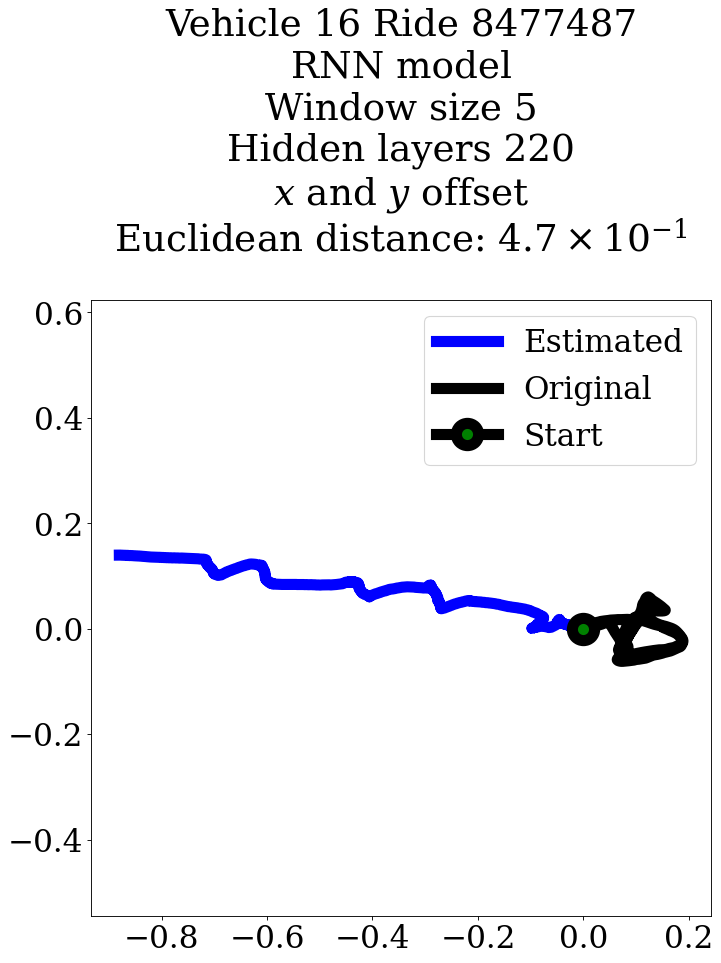 Vehicle 16 Ride 8477487
RNN model
Window size 5
Hidden layers 220
x and y offset
Euclidean distance: 4.7 × 10⁻¹
Estimated
Original
Start
0.6
0.4
0.2
0.0
−0.2
−0.4
−0.8 −0.6 −0.4 −0.2 0.0 0.2